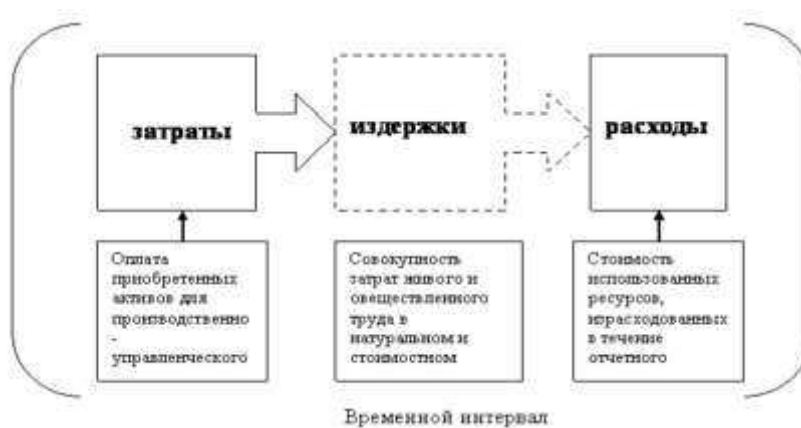 затраты
издержки
расходы
Оплата
приобретенных
активов для
производственно
-
управленческого
Совокупность
затрат живого и
овеществленного
труда в
натуральном и
стоимостном
Стоимость
использованных
ресурсов,
израсходованных
в течение
отчетного
Временной интервал